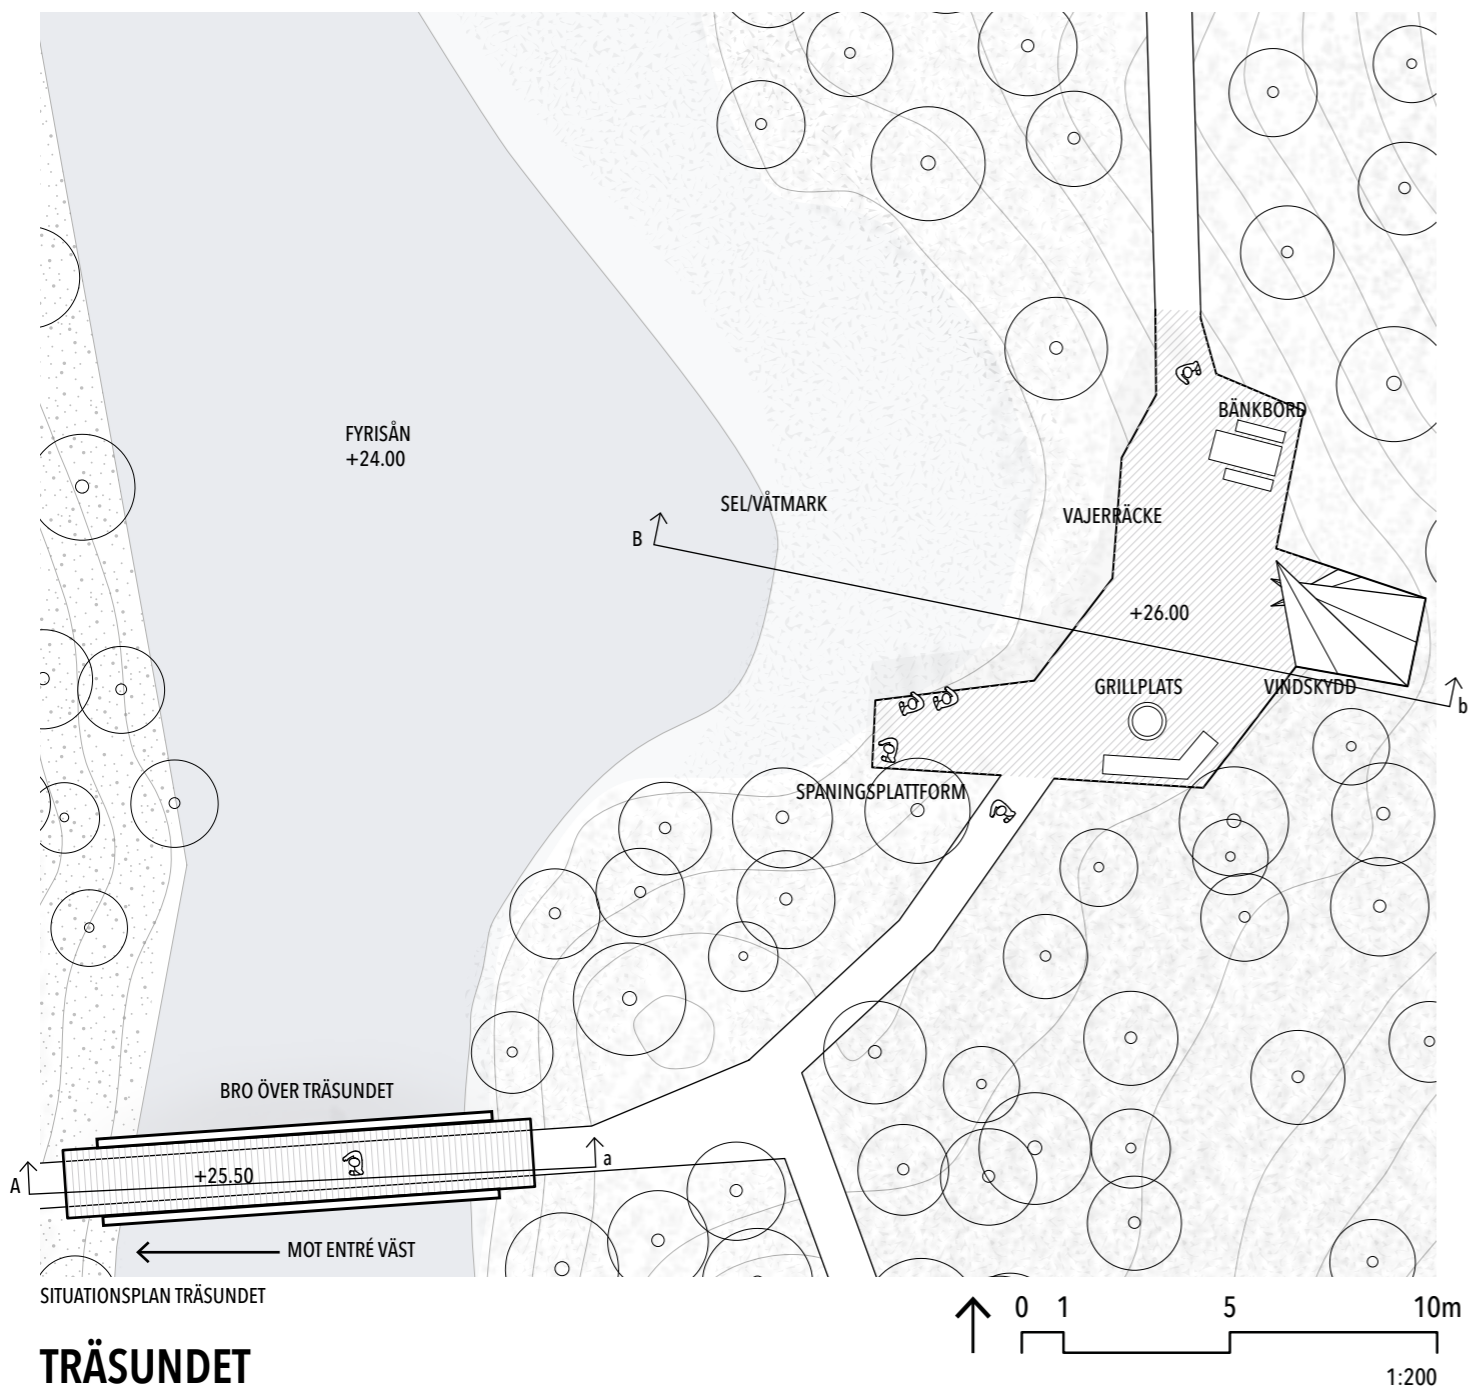 FYRISÅN
+24.00
BÄNKBORD
SEL/VÅTMARK
VAJERRÄCKE
B
+26.00
GRILLPLATS
VINDSKYDD
b
SPANINGSPLATTFORM
BRO ÖVER TRÄSUNDET
A
+25.50
a
MOT ENTRÉ VÄST
SITUATIONSPLAN TRÄSUNDET
TRÄSUNDET
0 1 5 10m
1:200